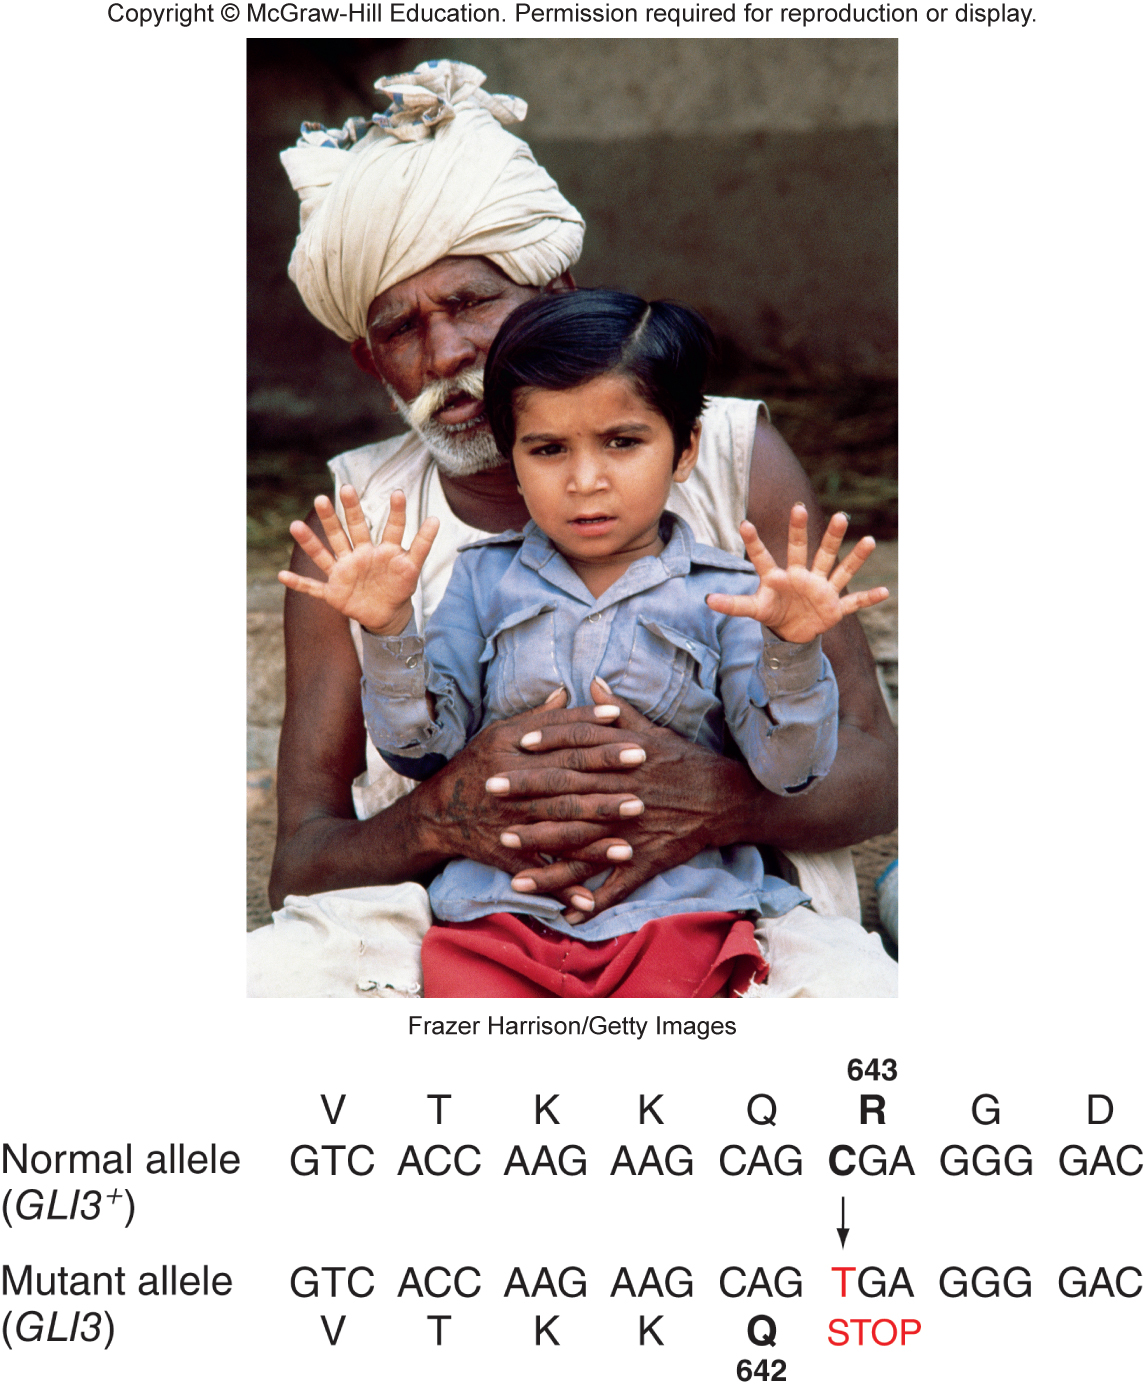 Copyright © McGraw-Hill Education. Permission required for reproduction or display.
Frazer Harrison/Getty Images
643
V T K K Q R G D
Normal allele GTC ACC AAG AAG CAG CGA GGG GAC
(GLI3+)
Mutant allele GTC ACC AAG AAG CAG TGA GGG GAC
(GLI3) V T K K Q STOP
642